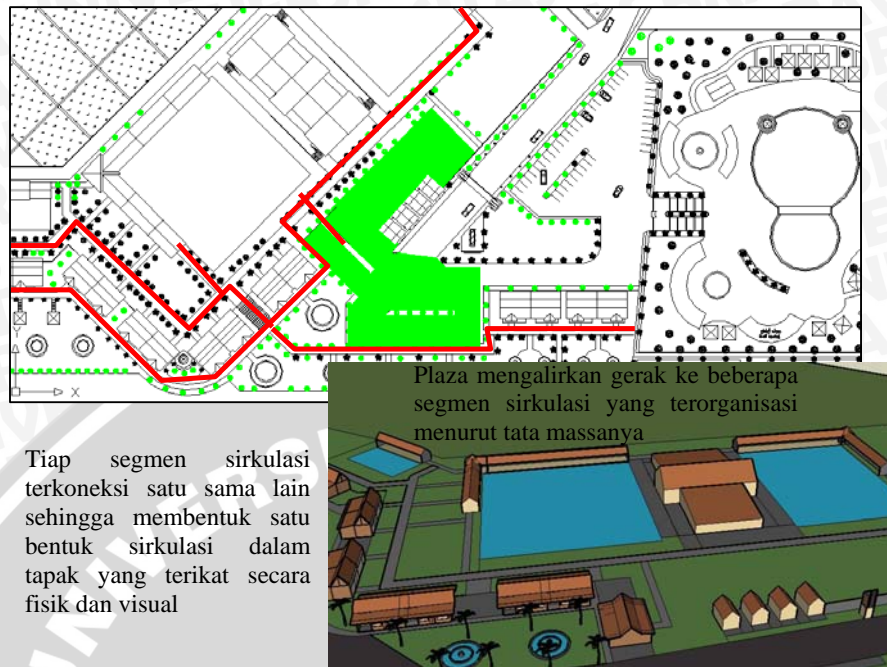 Plaza mengalirkan gerak ke beberapa
segmen sirkulasi yang terorganisasi
menurut tata massanya
Tiap segmen sirkulasi
terkoneksi satu sama lain
sehingga membentuk satu
bentuk sirkulasi dalam
tapak yang terikat secara
fisik dan visual
X
Y